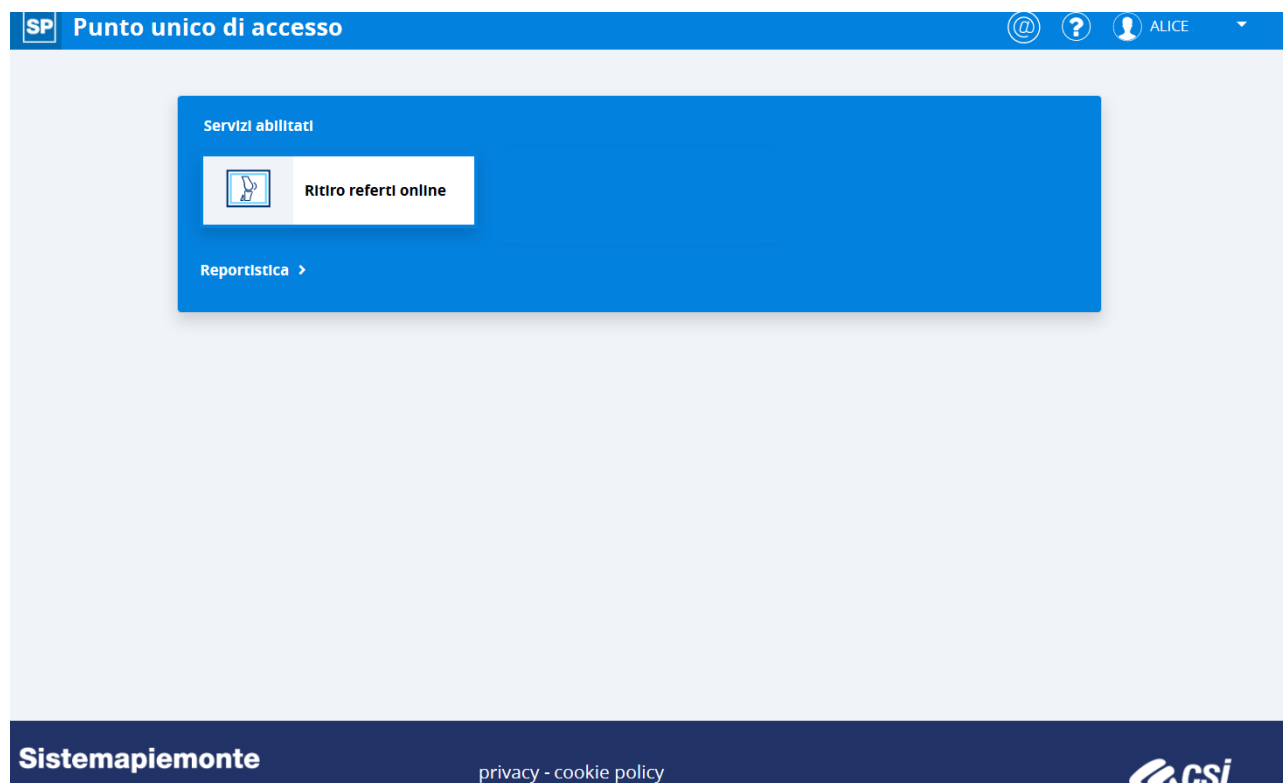 SP Punto unico di accesso @ ? ALICE
Servizi abilitati
Ritiro referti online
Reportistica >
Sistemapiemonte
privacy - cookie policy
csi